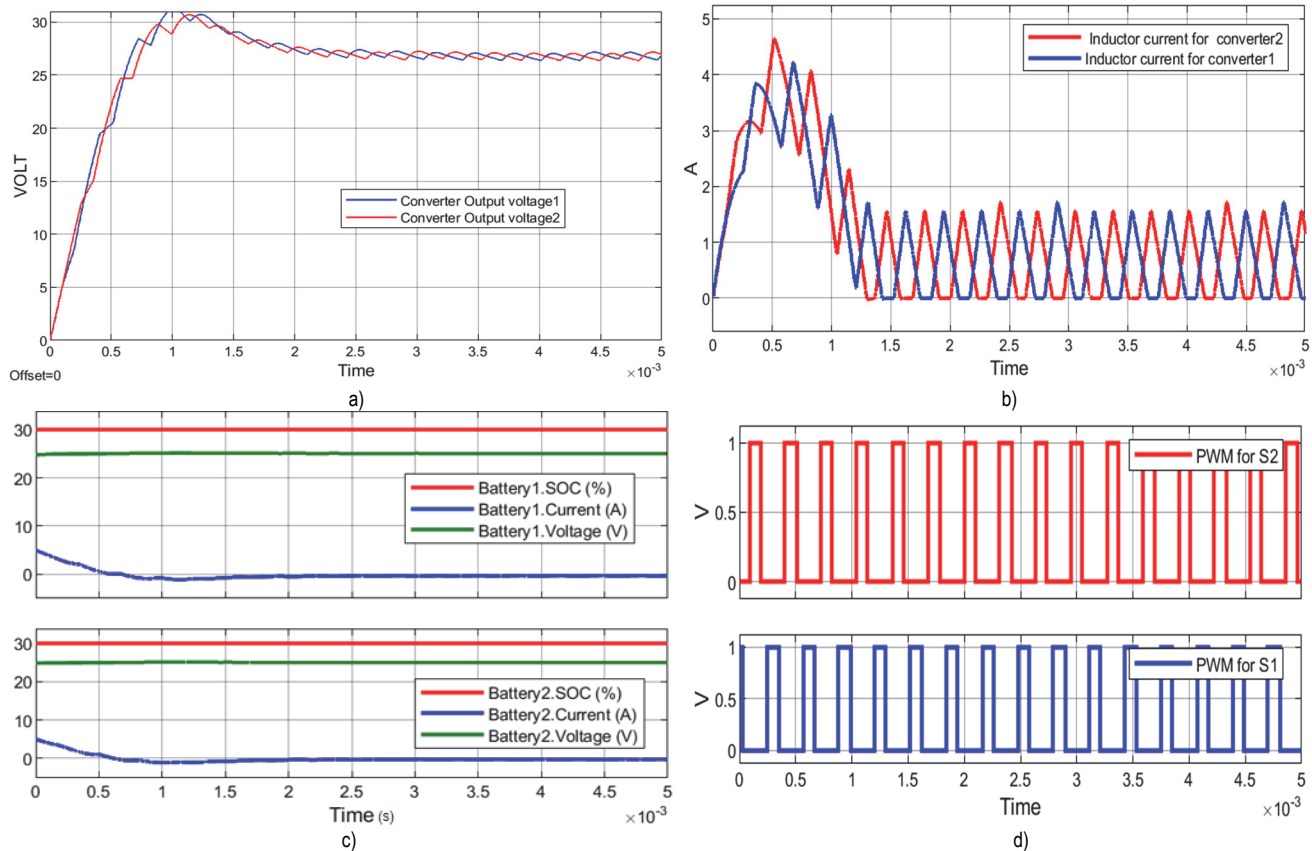 30
25
20
15
10
5
0
VOLT
Converter Output voltage1
Converter Output voltage2
0 0.5 1 1.5 2 2.5 3 3.5 4 4.5 5
Offset=0
Time
×10⁻³
a)
5
4
3
2
1
0
A
Inductor current for converter2
Inductor current for converter1
0 0.5 1 1.5 2 2.5 3 3.5 4 4.5 5
Time
×10⁻³
b)
30
20
10
0
Battery1.SOC (%)
Battery1.Current (A)
Battery1.Voltage (V)
30
20
10
0
Battery2.SOC (%)
Battery2.Current (A)
Battery2.Voltage (V)
0 0.5 1 1.5 2 2.5 3 3.5 4 4.5 5
Time (s)
×10⁻³
c)
1
0.5
0
V
PWM for S2
1
0.5
0
V
PWM for S1
0 0.5 1 1.5 2 2.5 3 3.5 4 4.5 5
Time
×10⁻³
d)